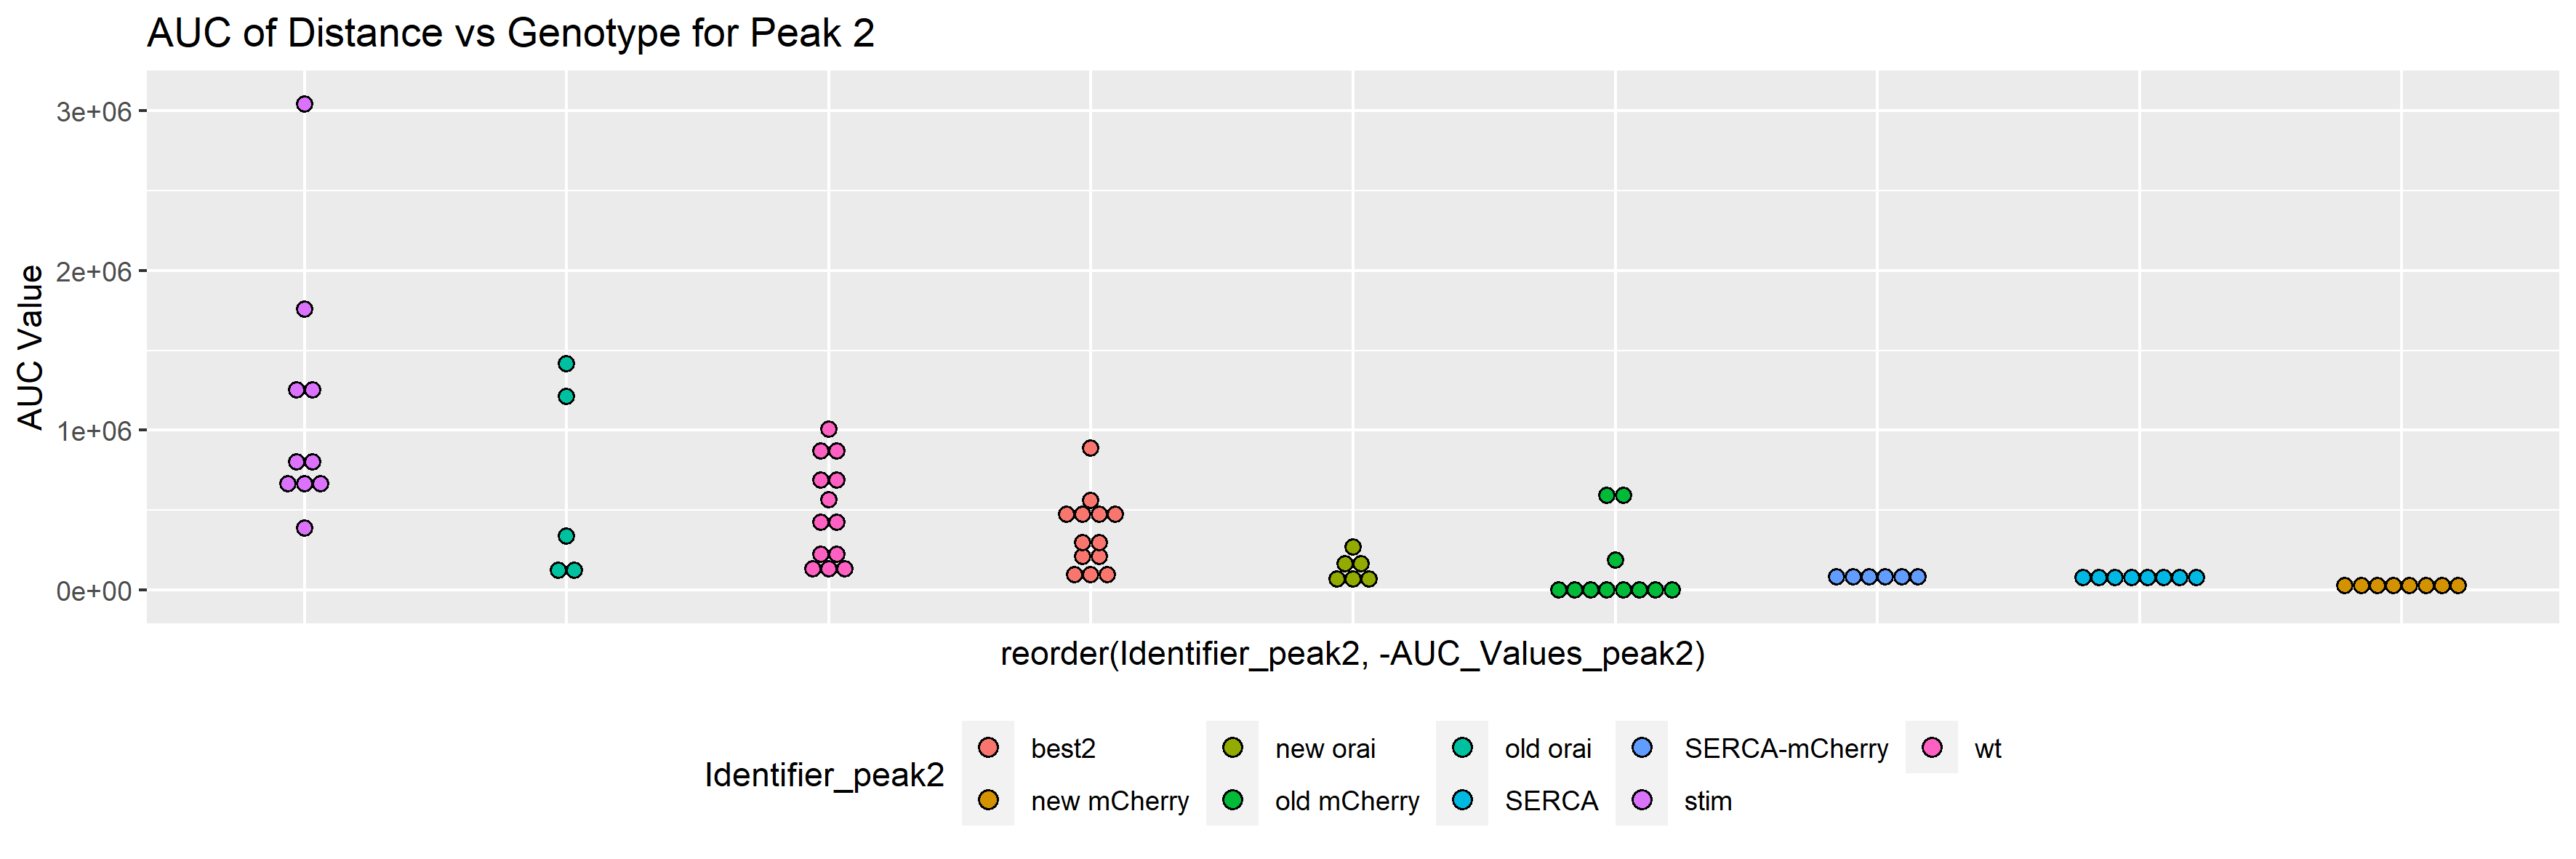 AUC of Distance vs Genotype for Peak 2
AUC Value
3e+06
2e+06
1e+06
0e+00
reorder(Identifier_peak2, -AUC_Values_peak2)
Identifier_peak2
best2
new orai
old orai
SERCA-mCherry
wt
new mCherry
old mCherry
SERCA
stim